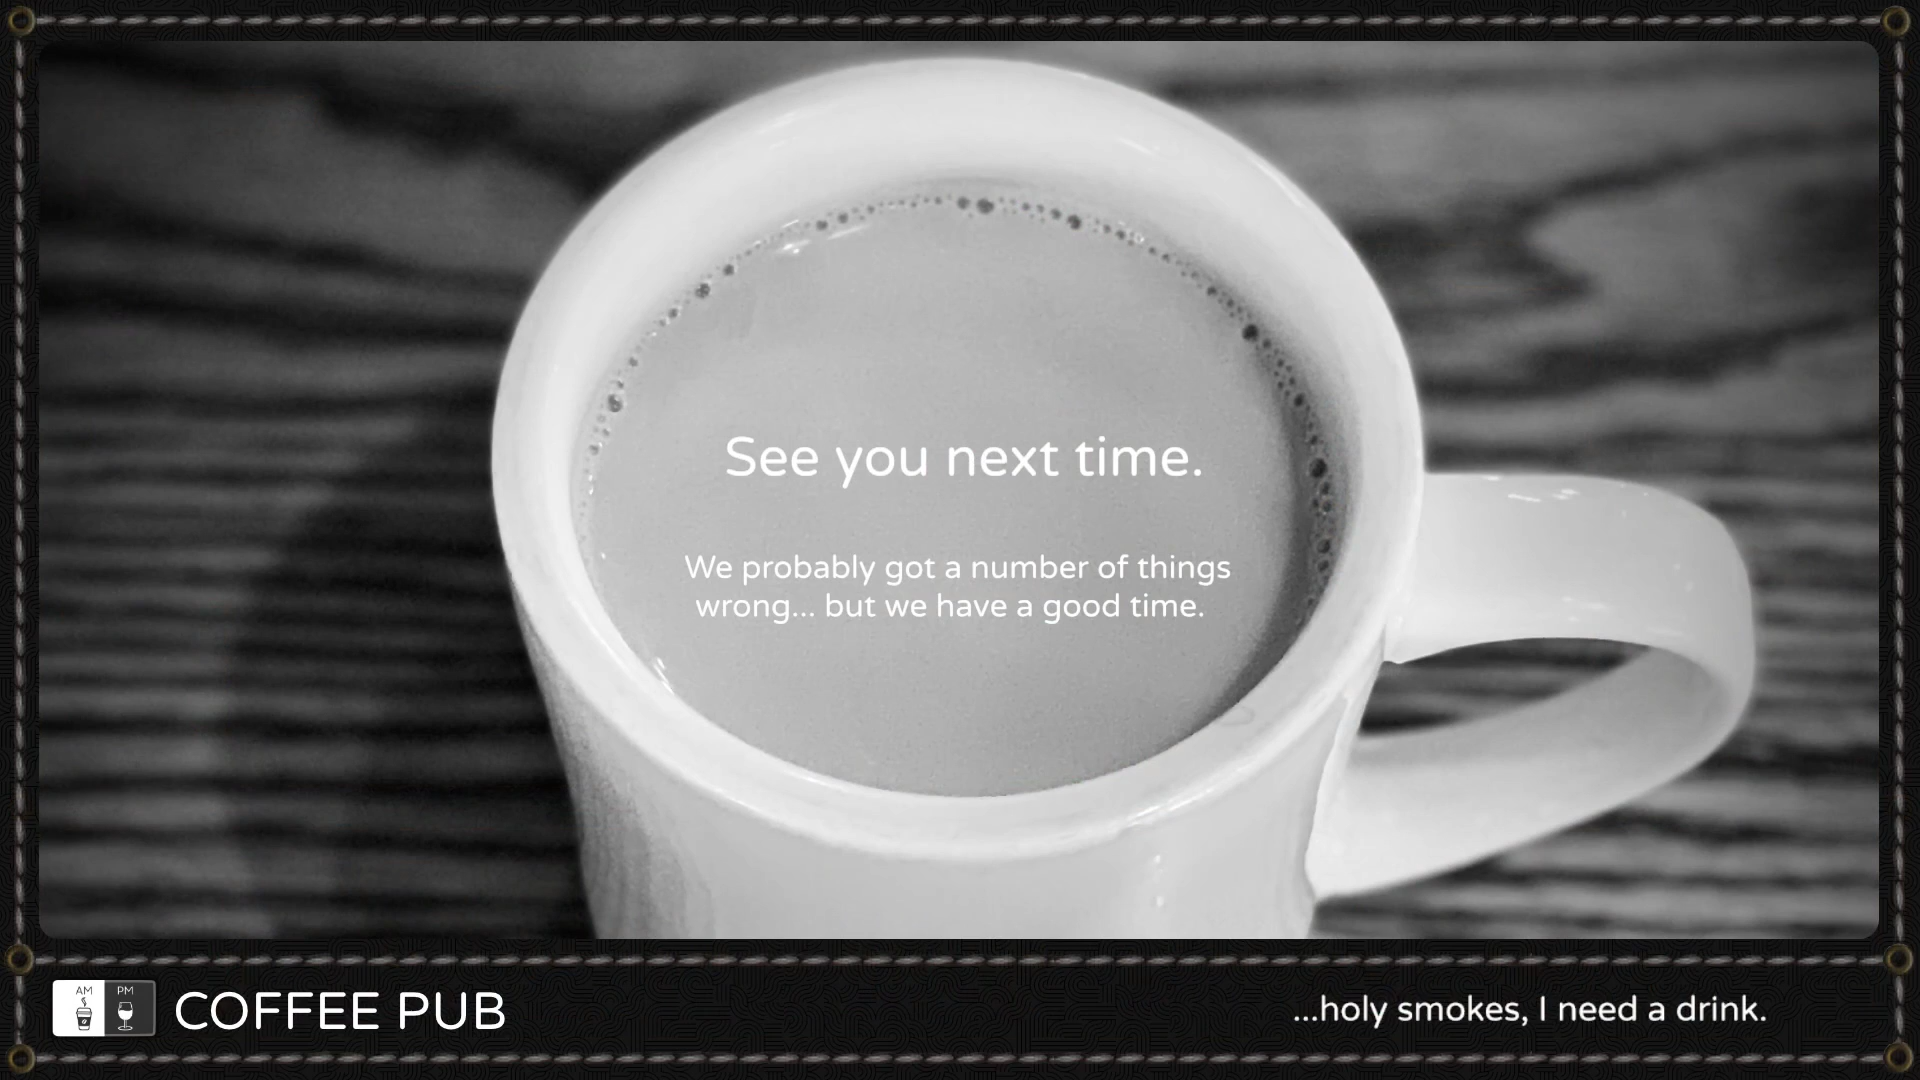 See you next time.
We probably got a number of things
wrong... but we have a good time.
AM PM
COFFEE PUB
...holy smokes, I need a drink.